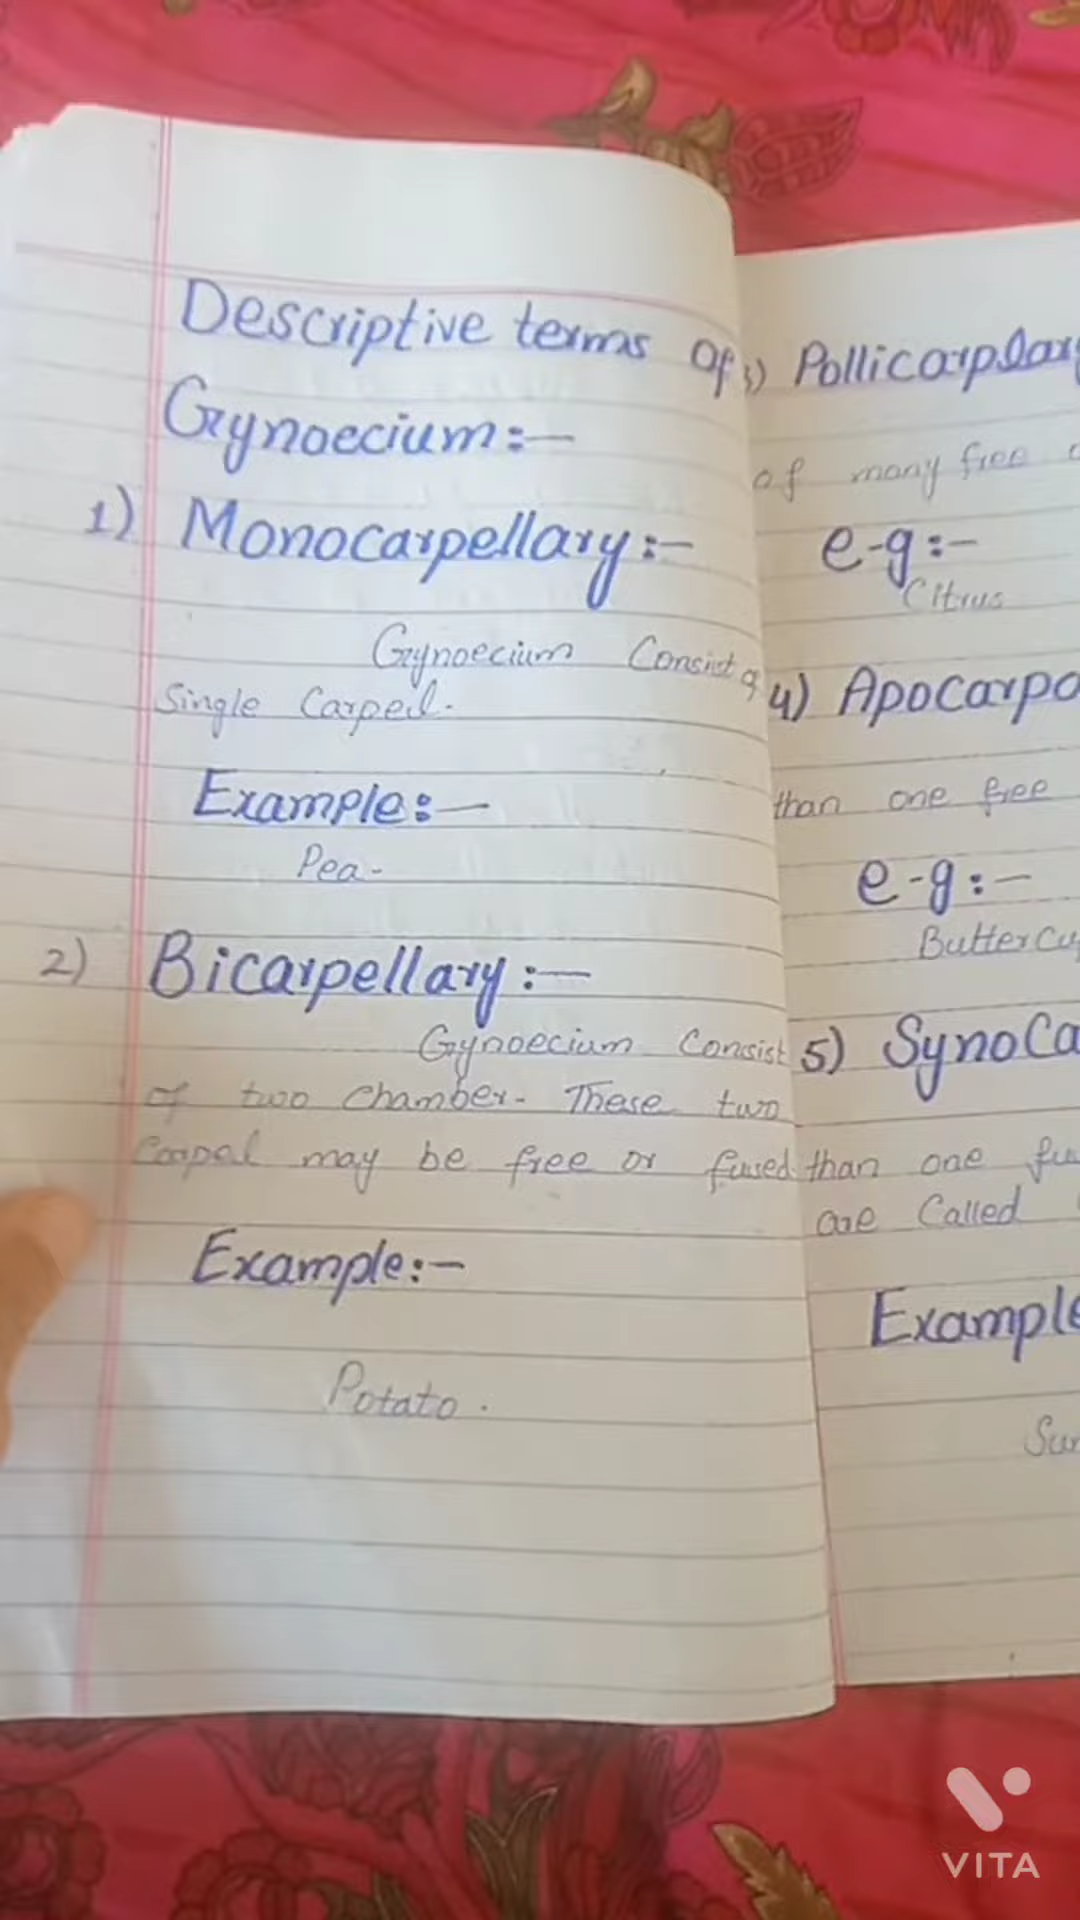 Descriptive terms of
Gynoecium:-
1) Monocarpellary:-
Gynoecium Consist of
Single Carpel.
Example:-
Pea-
2) Bicarpellary:-
Gynoecium Consist
of two Chamber- These two
Carpal may be free or fused
Example:-
Potato.
3) Pollicarplary
of many free
e-g:-
Citrus
4) Apocarpo
than one free
e-g:-
Buttercup
5) SynoCa
than one fu
are Called
Example
Sun
VITA